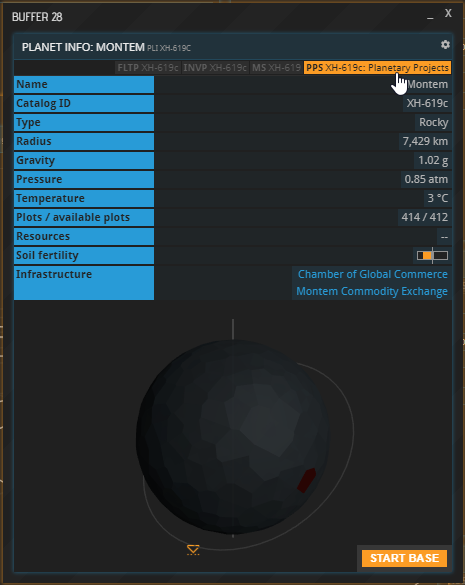 BUFFER 28
_ X
PLANET INFO: MONTEM PLI XH-619C
FLTP XH-619c INVP XH-619c MS XH-619 PPS XH-619c: Planetary Projects
Name Montem
Catalog ID XH-619c
Type Rocky
Radius 7,429 km
Gravity 1.02 g
Pressure 0.85 atm
Temperature 3 °C
Plots / available plots 414 / 412
Resources --
Soil fertility
Infrastructure Chamber of Global Commerce
Montem Commodity Exchange
START BASE